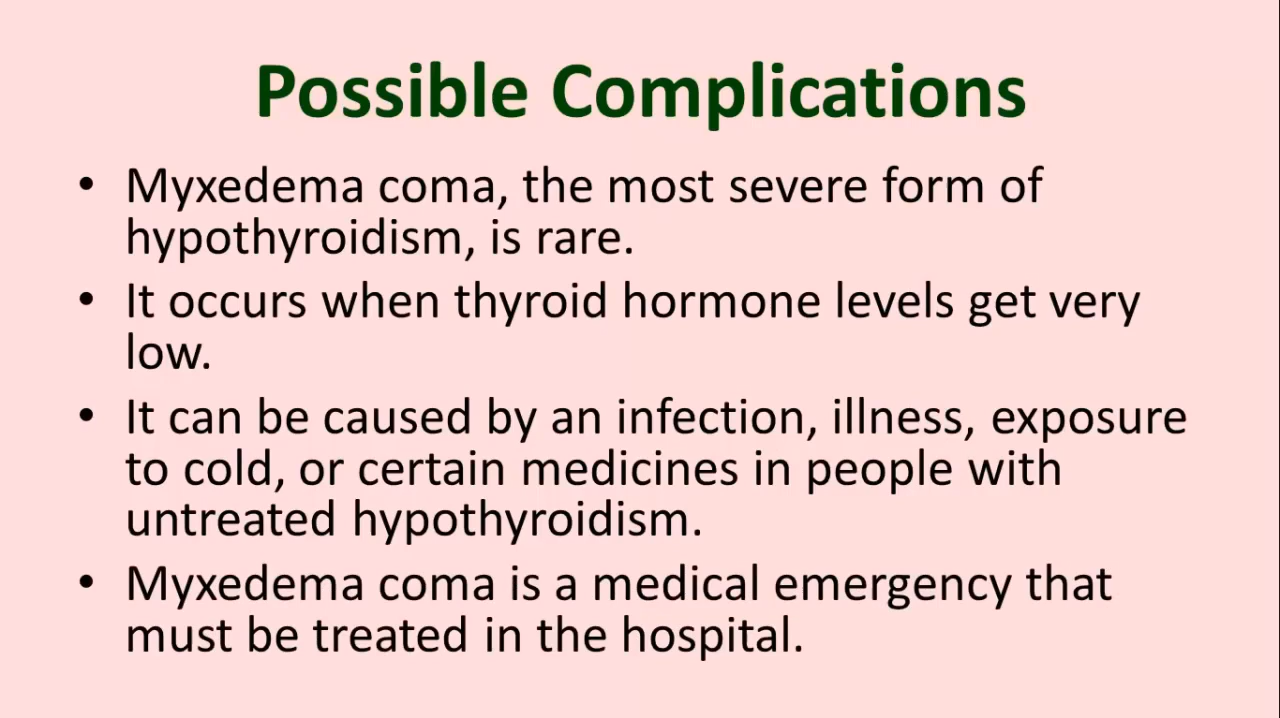 Possible Complications
• Myxedema coma, the most severe form of
hypothyroidism, is rare.
• It occurs when thyroid hormone levels get very
low.
• It can be caused by an infection, illness, exposure
to cold, or certain medicines in people with
untreated hypothyroidism.
• Myxedema coma is a medical emergency that
must be treated in the hospital.